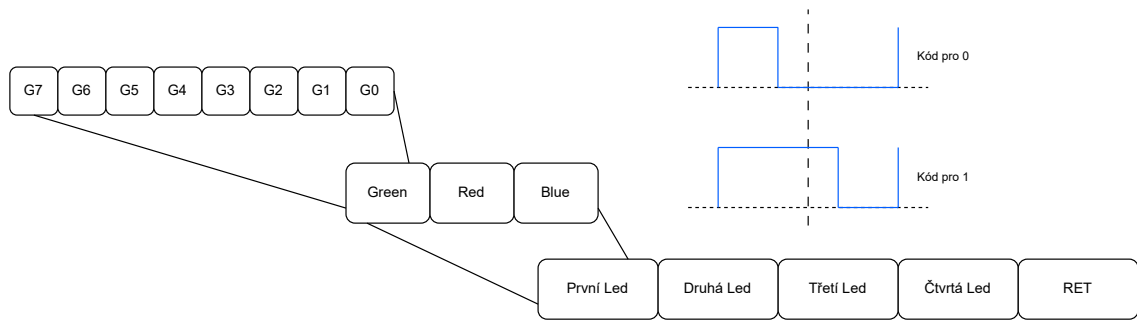 Kód pro 0
G7 G6 G5 G4 G3 G2 G1 G0
Kód pro 1
Green Red Blue
První Led Druhá Led Třetí Led Čtvrtá Led RET